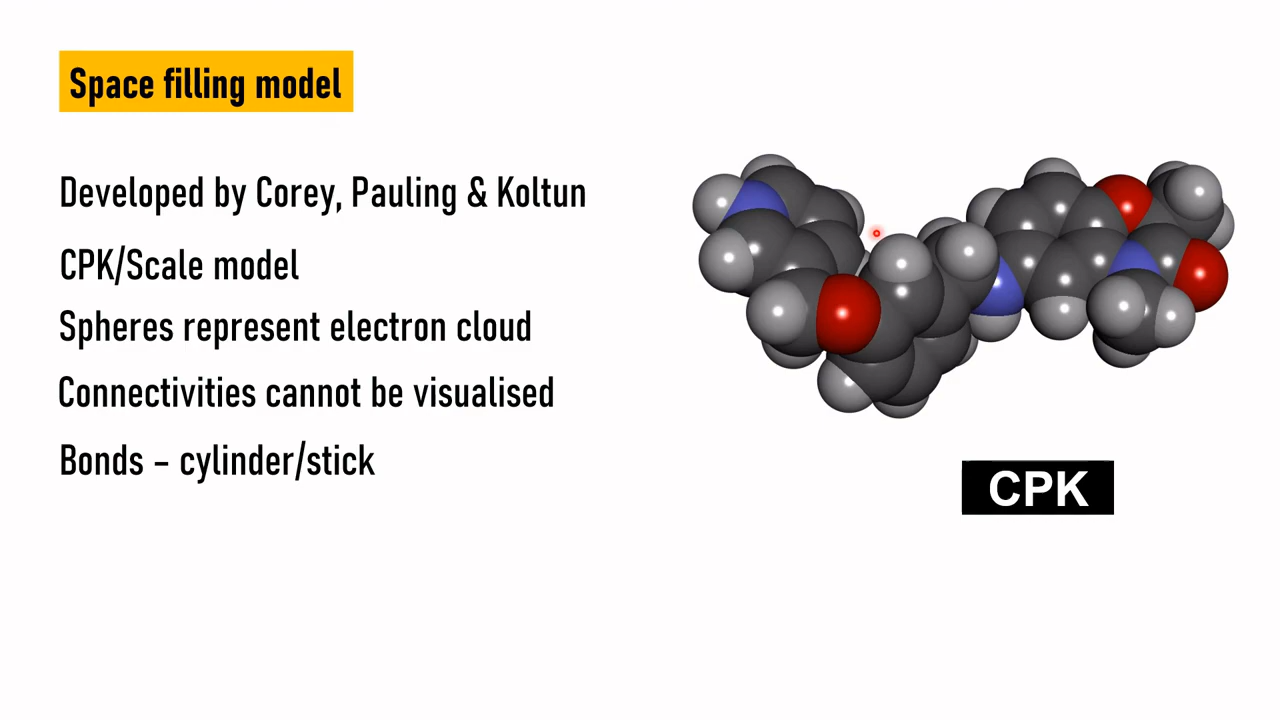 Space filling model
Developed by Corey, Pauling & Koltun
CPK/Scale model
Spheres represent electron cloud
Connectivities cannot be visualised
Bonds – cylinder/stick
CPK